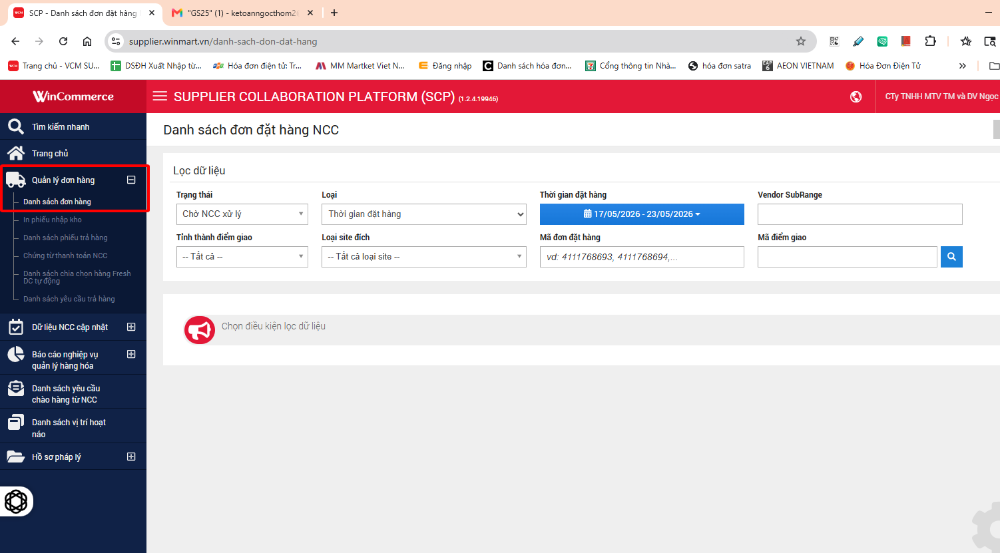 SCP - Danh sách đơn đặt hàng
"GS25" (1) - ketoanngocthom2
supplier.winmart.vn/danh-sach-don-dat-hang
Trang chủ - VCM SU...
DSĐH Xuất Nhập từ...
Hóa đơn điện tử: Tr...
MM Martket Viet N...
Đăng nhập
Danh sách hóa đơn...
Cổng thông tin Nhà...
hóa đơn satra
AEON VIETNAM
Hóa Đơn Điện Tử
WinCommerce
SUPPLIER COLLABORATION PLATFORM (SCP) (1.2.4.19946)
CTy TNHH MTV TM và DV Ngọc
Tìm kiếm nhanh
Trang chủ
Quản lý đơn hàng
Danh sách đơn hàng
In phiếu nhập kho
Danh sách phiếu trả hàng
Chứng từ thanh toán NCC
Danh sách chia chọn hàng Fresh
DC tự động
Danh sách yêu cầu trả hàng
Dữ liệu NCC cập nhật
Báo cáo nghiệp vụ
quản lý hàng hóa
Danh sách yêu cầu
chào hàng từ NCC
Danh sách vị trí hoạt
náo
Hồ sơ pháp lý
Danh sách đơn đặt hàng NCC
Lọc dữ liệu
Trạng thái
Loại
Thời gian đặt hàng
Vendor SubRange
Chờ NCC xử lý
Thời gian đặt hàng
17/05/2026 - 23/05/2026
Tỉnh thành điểm giao
Loại site đích
Mã đơn đặt hàng
Mã điểm giao
-- Tất cả --
-- Tất cả loại site --
vd: 4111768693, 4111768694,...
Chọn điều kiện lọc dữ liệu